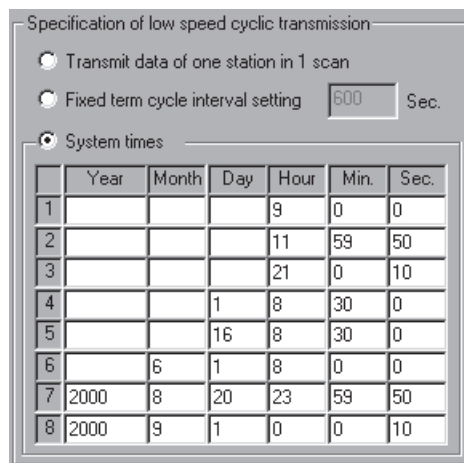 Specification of low speed cyclic transmission
Transmit data of one station in 1 scan
Fixed term cycle interval setting 600 Sec.
System times
Year Month Day Hour Min. Sec.
1 9 0 0
2 11 59 50
3 21 0 10
4 1 8 30 0
5 16 8 30 0
6 6 1 8 0 0
7 2000 8 20 23 59 50
8 2000 9 1 0 0 10